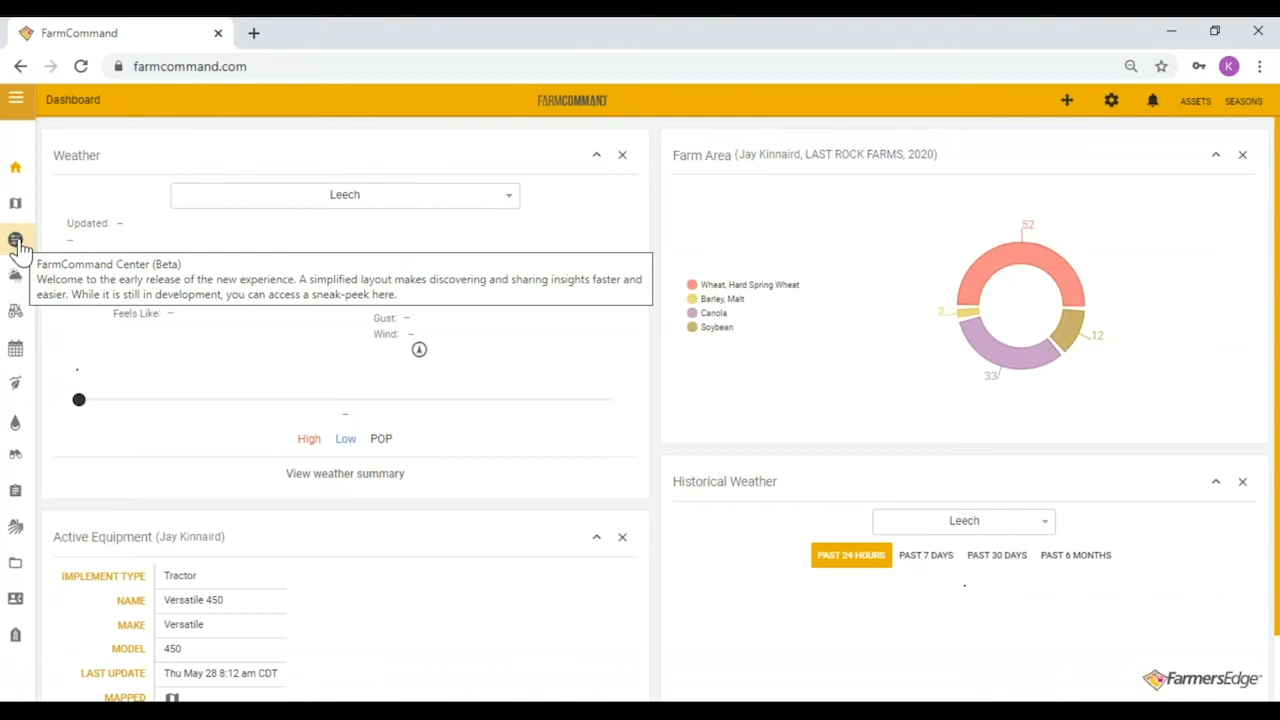 FarmCommand
farmcommand.com
K
Dashboard
FARMCOMMAND
ASSETS
SEASONS
Weather
Leech
Updated: --
--
FarmCommand Center (Beta)
Welcome to the early release of the new experience. A simplified layout makes discovering and sharing insights faster and
easier. While it is still in development, you can access a sneak-peek here.
Feels Like: --
Gust: --
Wind: --
--
High Low POP
View weather summary
Active Equipment (Jay Kinnaird)
IMPLEMENT TYPE Tractor
NAME Versatile 450
MAKE Versatile
MODEL 450
LAST UPDATE Thu May 28 8:12 am CDT
MAPPED
Farm Area (Jay Kinnaird, LAST ROCK FARMS, 2020)
Wheat, Hard Spring Wheat
Barley, Malt
Canola
Soybean
52
2
12
33
Historical Weather
Leech
PAST 24 HOURS PAST 7 DAYS PAST 30 DAYS PAST 6 MONTHS
FarmersEdge